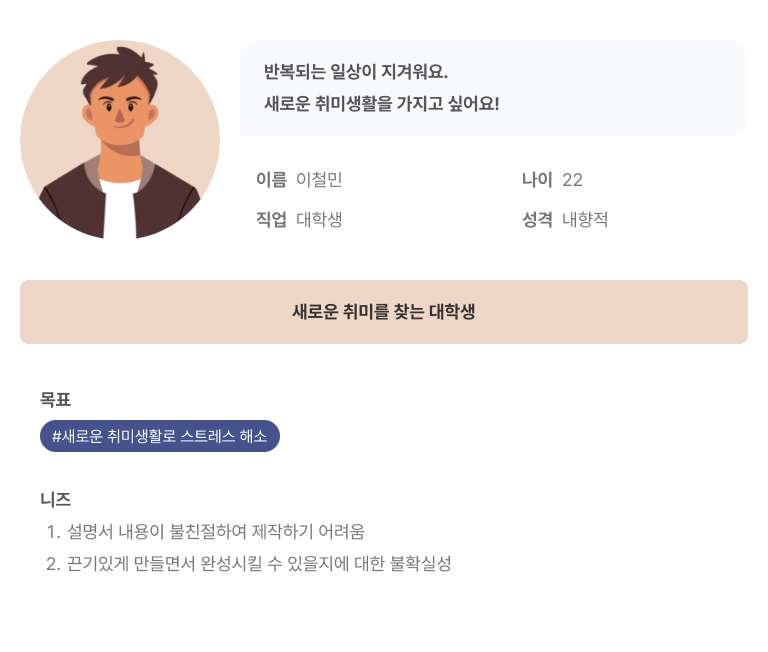 반복되는 일상이 지겨워요.
새로운 취미생활을 가지고 싶어요!
이름 이철민
나이 22
직업 대학생
성격 내향적
새로운 취미를 찾는 대학생
목표
#새로운 취미생활로 스트레스 해소
니즈
1. 설명서 내용이 불친절하여 제작하기 어려움
2. 끈기있게 만들면서 완성시킬 수 있을지에 대한 불확실성